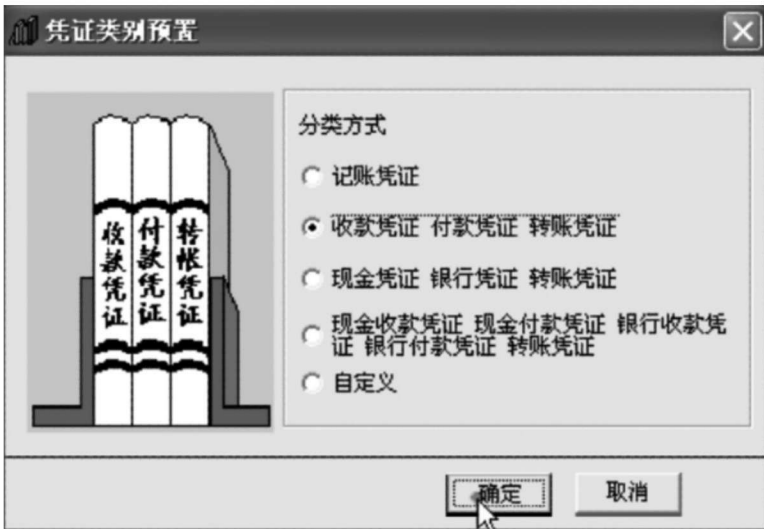 凭证类别预置
收款凭证
付款凭证
转帐凭证
分类方式
记账凭证
收款凭证 付款凭证 转账凭证
现金凭证 银行凭证 转账凭证
现金收款凭证 现金付款凭证 银行收款凭
证 银行付款凭证 转账凭证
自定义
确定
取消